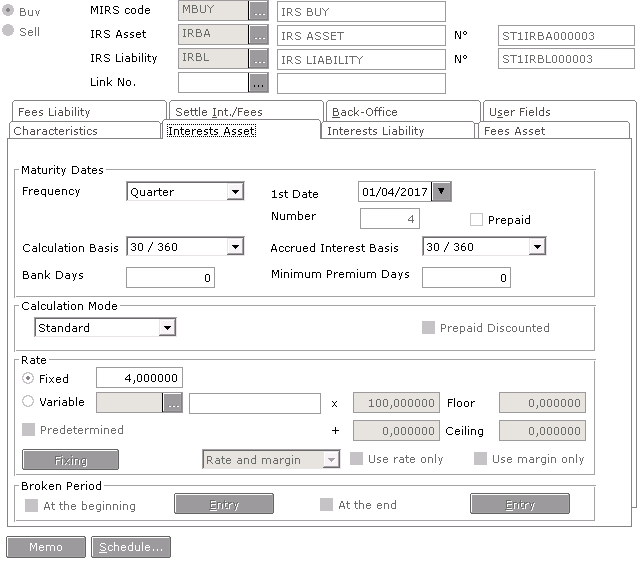 Buy MIRS code MBUY ... IRS BUY
Sell IRS Asset IRBA ... IRS ASSET N° ST1IRBA000003
IRS Liability IRBL ... IRS LIABILITY N° ST1IRBL000003
Link No. ...
Fees Liability Settle Int./Fees Back-Office User Fields
Characteristics Interests Asset Interests Liability Fees Asset
Maturity Dates
Frequency Quarter 1st Date 01/04/2017
Number 4 Prepaid
Calculation Basis 30 / 360 Accrued Interest Basis 30 / 360
Bank Days 0 Minimum Premium Days 0
Calculation Mode
Standard Prepaid Discounted
Rate
Fixed 4,000000
Variable ... x 100,000000 Floor 0,000000
Predetermined + 0,000000 Ceiling 0,000000
Fixing Rate and margin Use rate only Use margin only
Broken Period
At the beginning Entry At the end Entry
Memo Schedule...